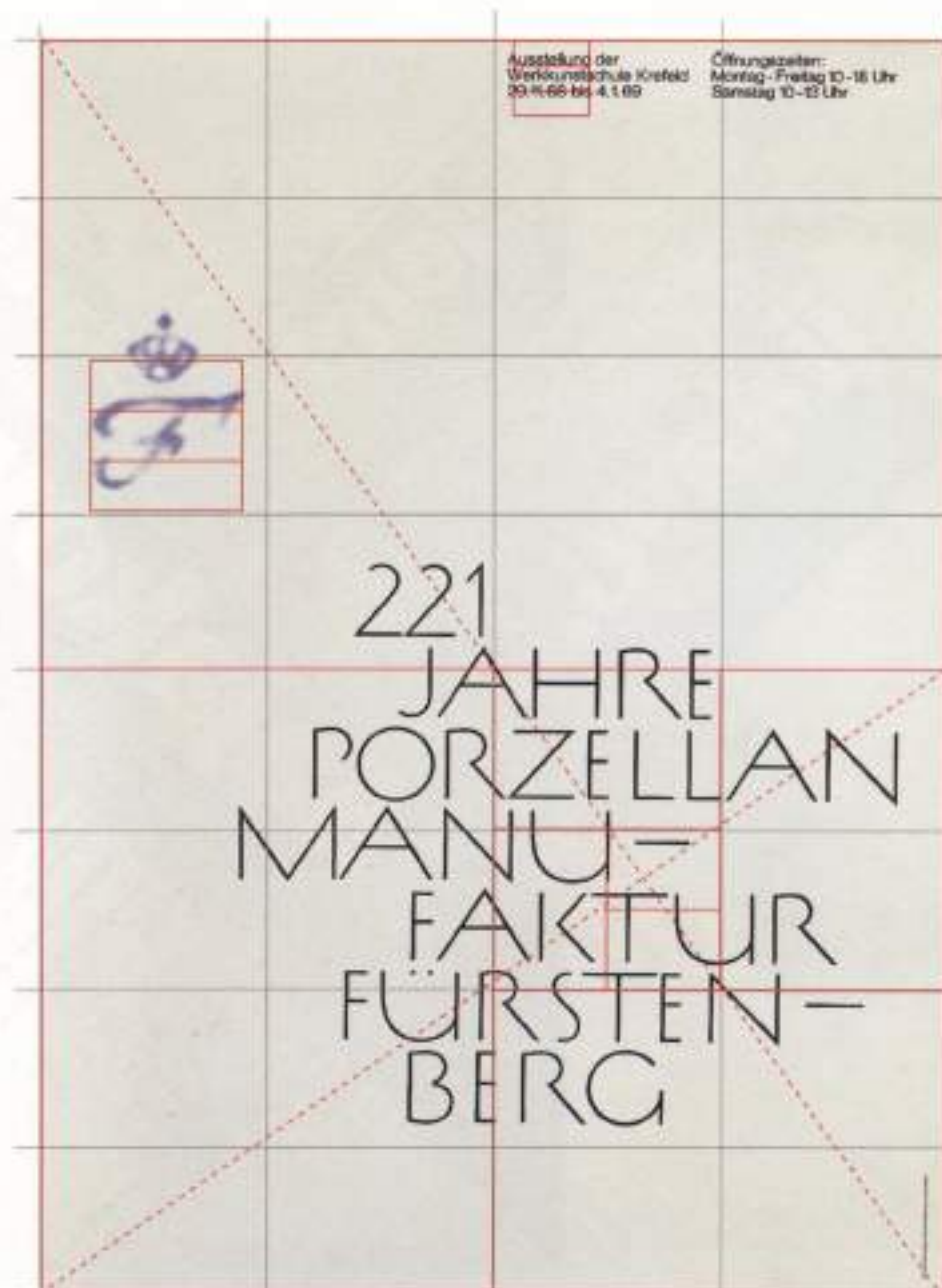 Ausstellung der
Werkkunstschule Krefeld
29.11.68 bis 4.1.69
Öffnungszeiten:
Montag-Freitag 10-18 Uhr
Samstag 10-13 Uhr
F
221
JAHRE
PORZELLAN
MANU-
FAKTUR
FÜRSTEN-
BERG